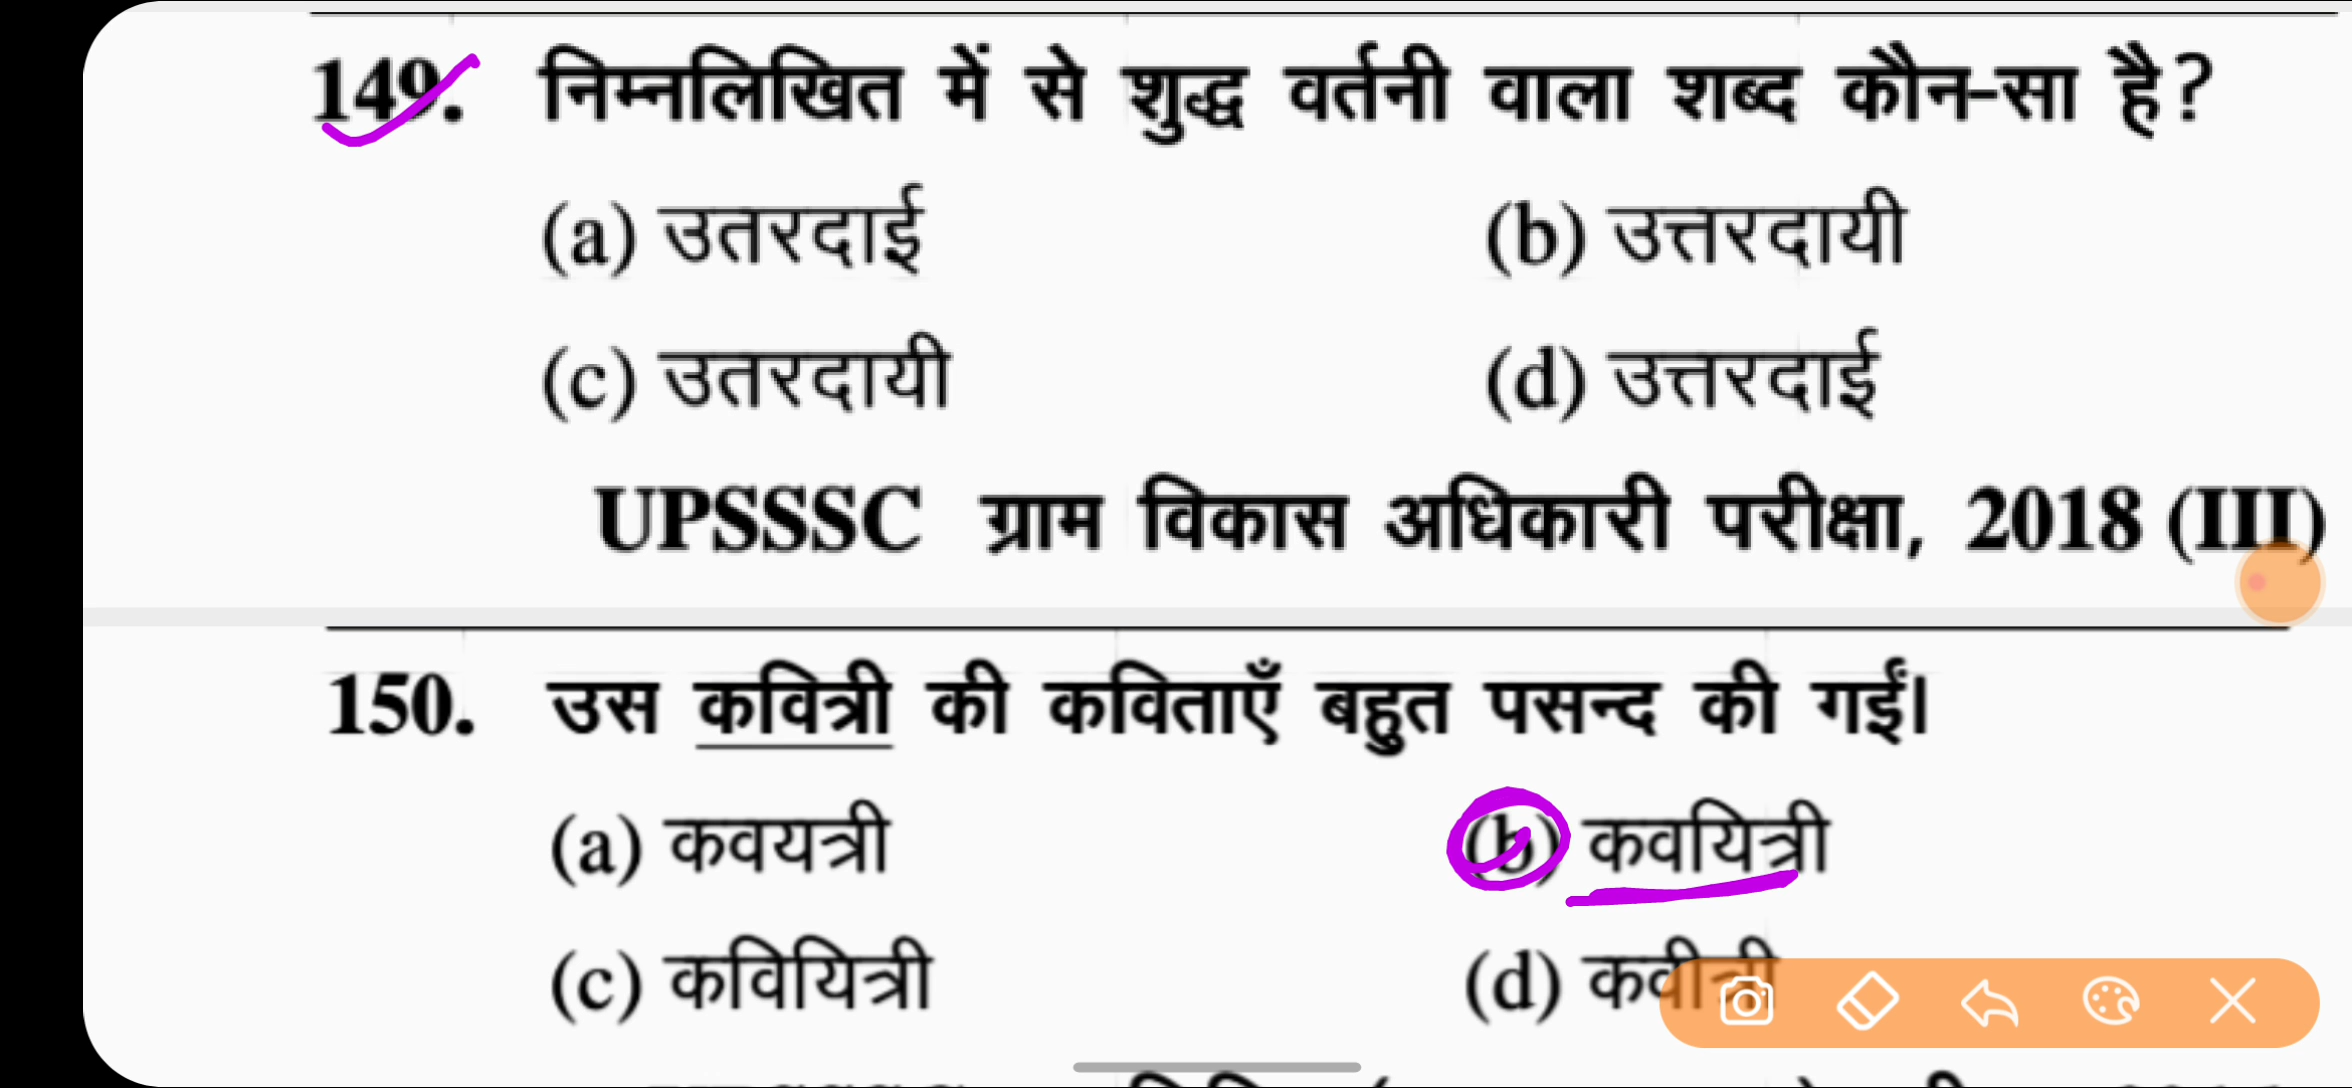 149. निम्नलिखित में से शुद्ध वर्तनी वाला शब्द कौन-सा है?
(a) उतरदाई (b) उत्तरदायी
(c) उतरदायी (d) उत्तरदाई
UPSSSC ग्राम विकास अधिकारी परीक्षा, 2018 (III)
150. उस कवित्री की कविताएँ बहुत पसन्द की गईं।
(a) कवयत्री (b) कवयित्री
(c) कवियित्री (d) कवीत्री